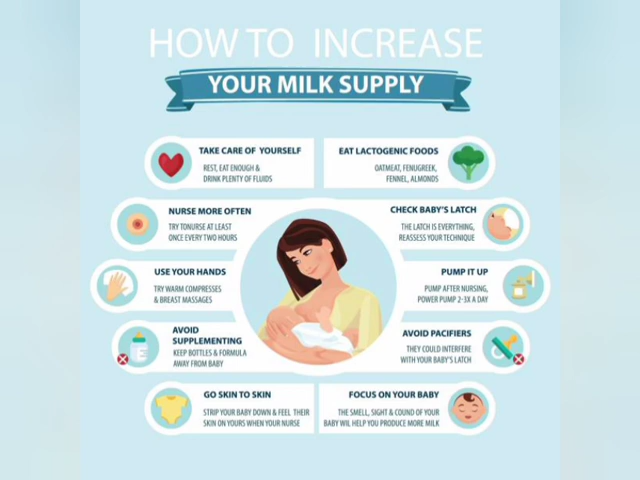 HOW TO INCREASE
YOUR MILK SUPPLY
TAKE CARE OF YOURSELF
REST, EAT ENOUGH &
DRINK PLENTY OF FLUIDS
EAT LACTOGENIC FOODS
OATMEAT, FENUGREEK,
FENNEL, ALMONDS
NURSE MORE OFTEN
TRY TONURSE AT LEAST
ONCE EVERY TWO HOURS
CHECK BABY'S LATCH
THE LATCH IS EVERYTHING,
REASSESS YOUR TECHNIQUE
USE YOUR HANDS
TRY WARM COMPRESSES
& BREAST MASSAGES
PUMP IT UP
PUMP AFTER NURSING,
POWER PUMP 2-3X A DAY
AVOID
SUPPLEMENTING
KEEP BOTTLES & FORMULA
AWAY FROM BABY
AVOID PACIFIERS
THEY COULD INTERFERE
WITH YOUR BABY'S LATCH
GO SKIN TO SKIN
STRIP YOUR BABY DOWN & FEEL THEIR
SKIN ON YOURS WHEN YOUR NURSE
FOCUS ON YOUR BABY
THE SMELL, SIGHT & COUND OF YOUR
BABY WIL HELP YOU PRODUCE MORE MILK